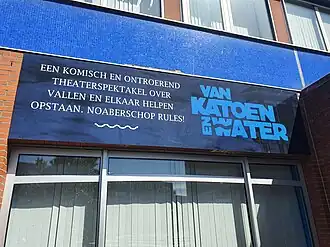 EEN KOMISCH EN ONTROEREND
THEATERSPEKTAKEL OVER
VALLEN EN ELKAAR HELPEN
OPSTAAN. NOABERSCHOP RULES!
VAN
KATOEN
EN WATER